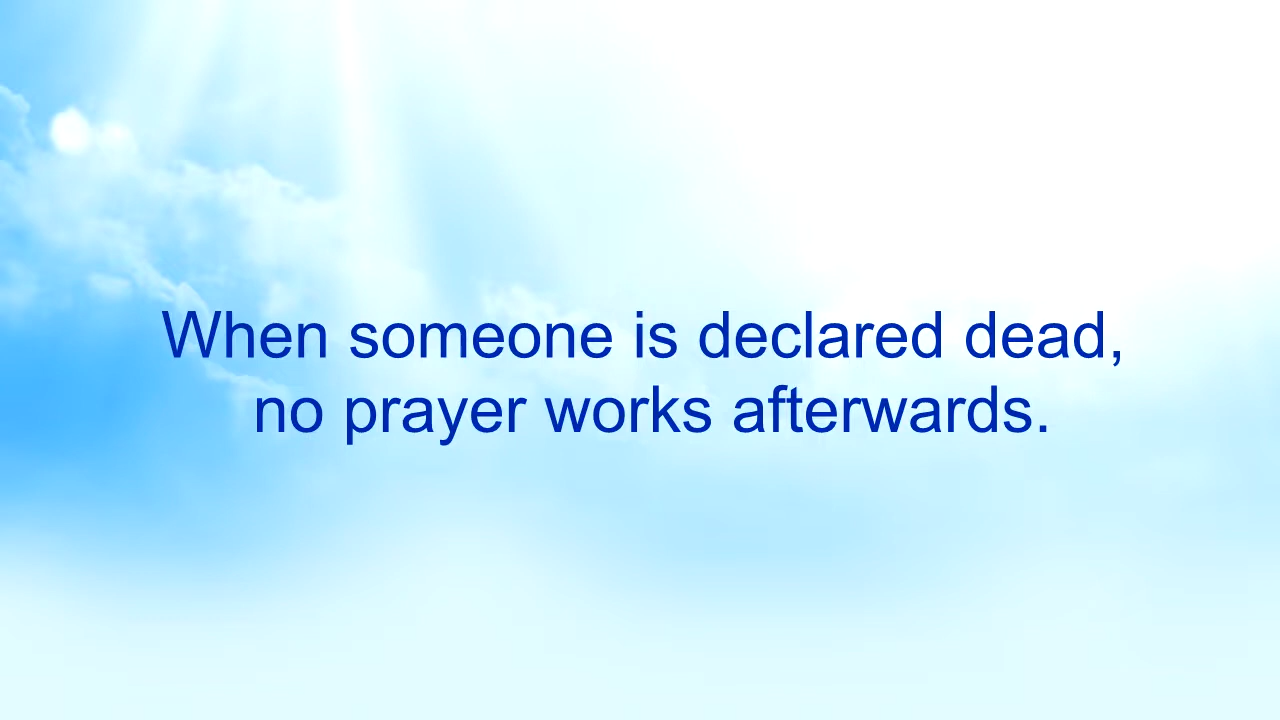 When someone is declared dead,
no prayer works afterwards.